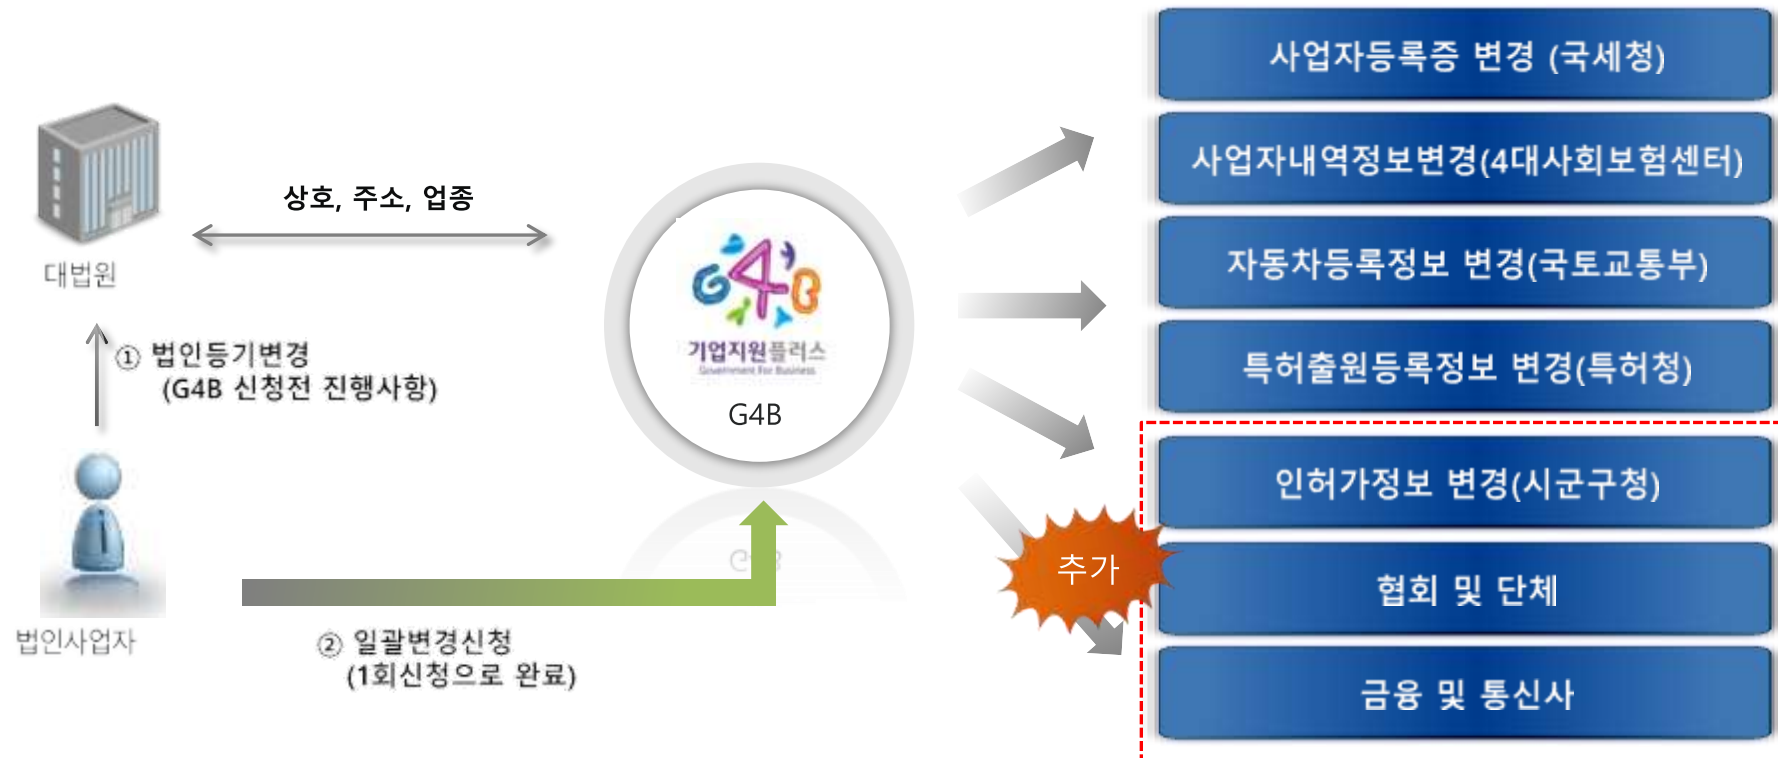 사업자등록증 변경 (국세청)
사업자내역정보변경(4대사회보험센터)
자동차등록정보 변경(국토교통부)
특허출원등록정보 변경(특허청)
인허가정보 변경(시군구청)
협회 및 단체
금융 및 통신사
추가
상호, 주소, 업종
대법원
① 법인등기변경
(G4B 신청전 진행사항)
G4B
기업지원플러스
Government For Business
G4B
법인사업자
② 일괄변경신청
(1회신청으로 완료)